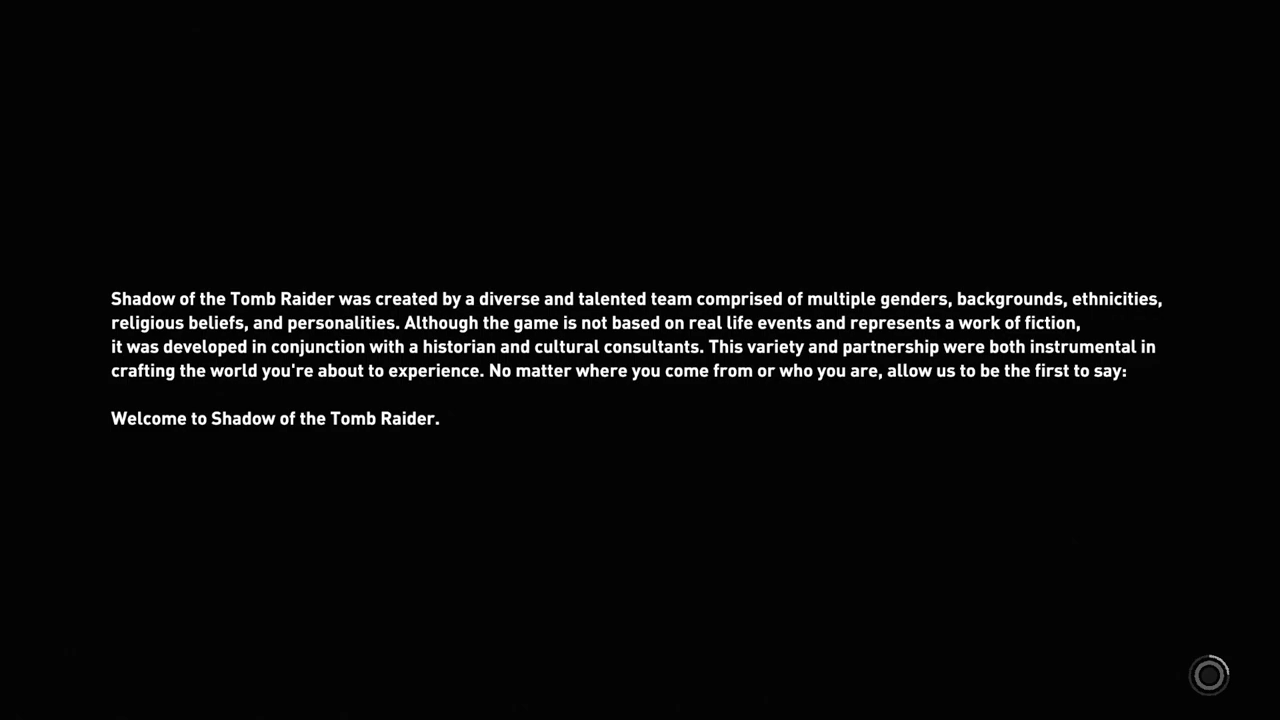 Shadow of the Tomb Raider was created by a diverse and talented team comprised of multiple genders, backgrounds, ethnicities,
religious beliefs, and personalities. Although the game is not based on real life events and represents a work of fiction,
it was developed in conjunction with a historian and cultural consultants. This variety and partnership were both instrumental in
crafting the world you're about to experience. No matter where you come from or who you are, allow us to be the first to say:
Welcome to Shadow of the Tomb Raider.